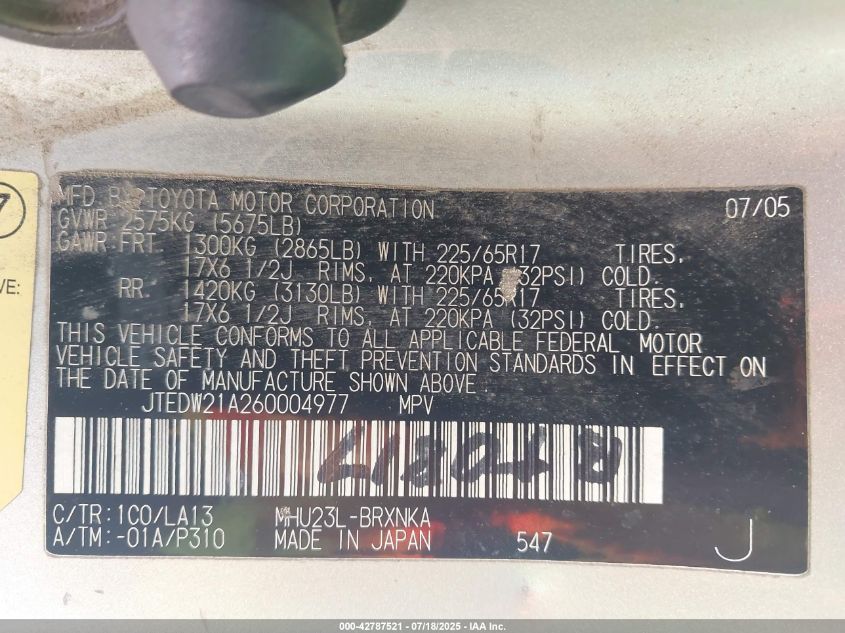 7
VE:
MFD. BY TOYOTA MOTOR CORPORATION 07/05
GVWR 2575KG (5675LB)
GAWR:FRT. 1300KG (2865LB) WITH 225/65R17 TIRES,
17X6 1/2J RIMS, AT 220KPA (32PSI) COLD.
RR. 1420KG (3130LB) WITH 225/65R17 TIRES,
17X6 1/2J RIMS, AT 220KPA (32PSI) COLD.
THIS VEHICLE CONFORMS TO ALL APPLICABLE FEDERAL MOTOR
VEHICLE SAFETY AND THEFT PREVENTION STANDARDS IN EFFECT ON
THE DATE OF MANUFACTURE SHOWN ABOVE.
JTEDW21A260004977 MPV
C/TR:1C0/LA13 MHU23L-BRXNKA
A/TM:-01A/P310 MADE IN JAPAN 547 J
000-42787521 - 07/18/2025 - IAA Inc.